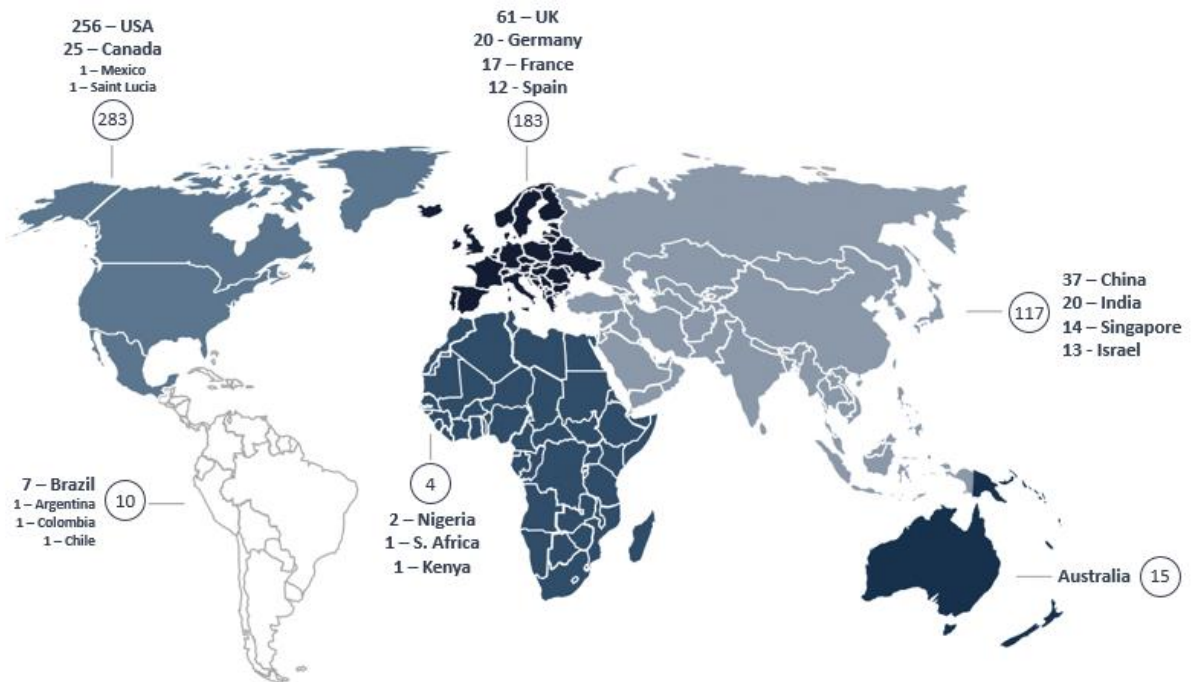 256 – USA
25 – Canada
1 – Mexico
1 – Saint Lucia
283
61 – UK
20 - Germany
17 – France
12 - Spain
183
37 – China
20 – India
14 – Singapore
13 - Israel
117
7 – Brazil
1 – Argentina
1 – Colombia
1 – Chile
10
4
2 – Nigeria
1 – S. Africa
1 – Kenya
Australia 15